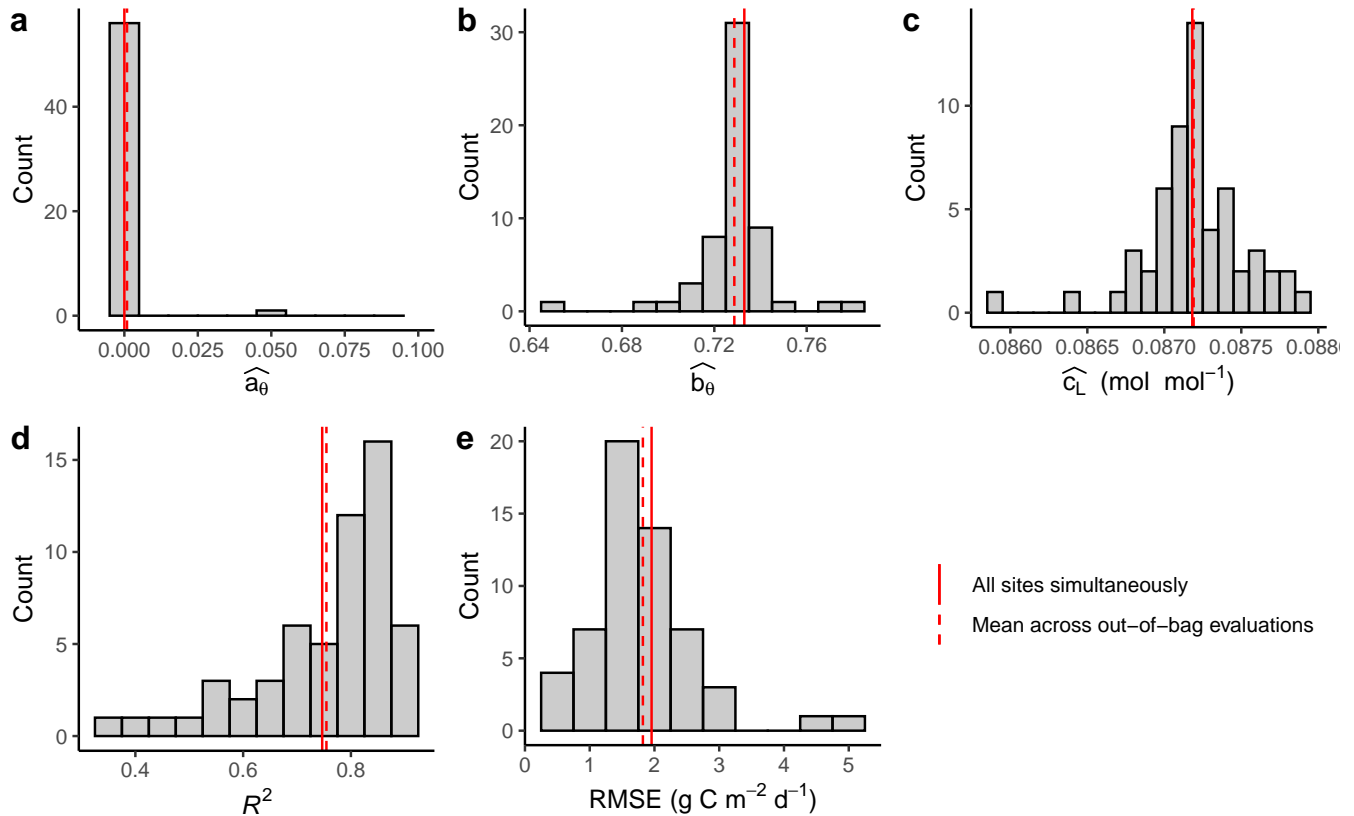 a
Count
0
20
40
0.000 0.025 0.050 0.075 0.100
a_θ
b
Count
0
10
20
30
0.64 0.68 0.72 0.76
b_θ
c
Count
0
5
10
0.0860 0.0865 0.0870 0.0875 0.088
c_L (mol mol⁻¹)
d
Count
0
5
10
15
0.4 0.6 0.8
R²
e
Count
0
5
10
15
20
0 1 2 3 4 5
RMSE (g C m⁻² d⁻¹)
All sites simultaneously
Mean across out−of−bag evaluations